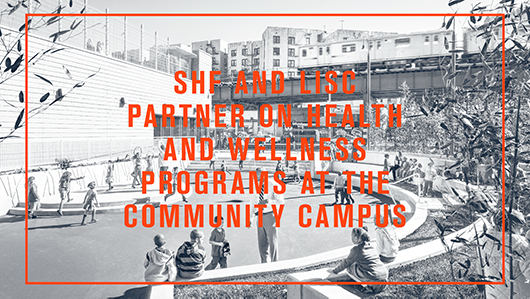 SHF AND LISC
PARTNER ON HEALTH
AND WELLNESS
PROGRAMS AT THE
COMMUNITY CAMPUS